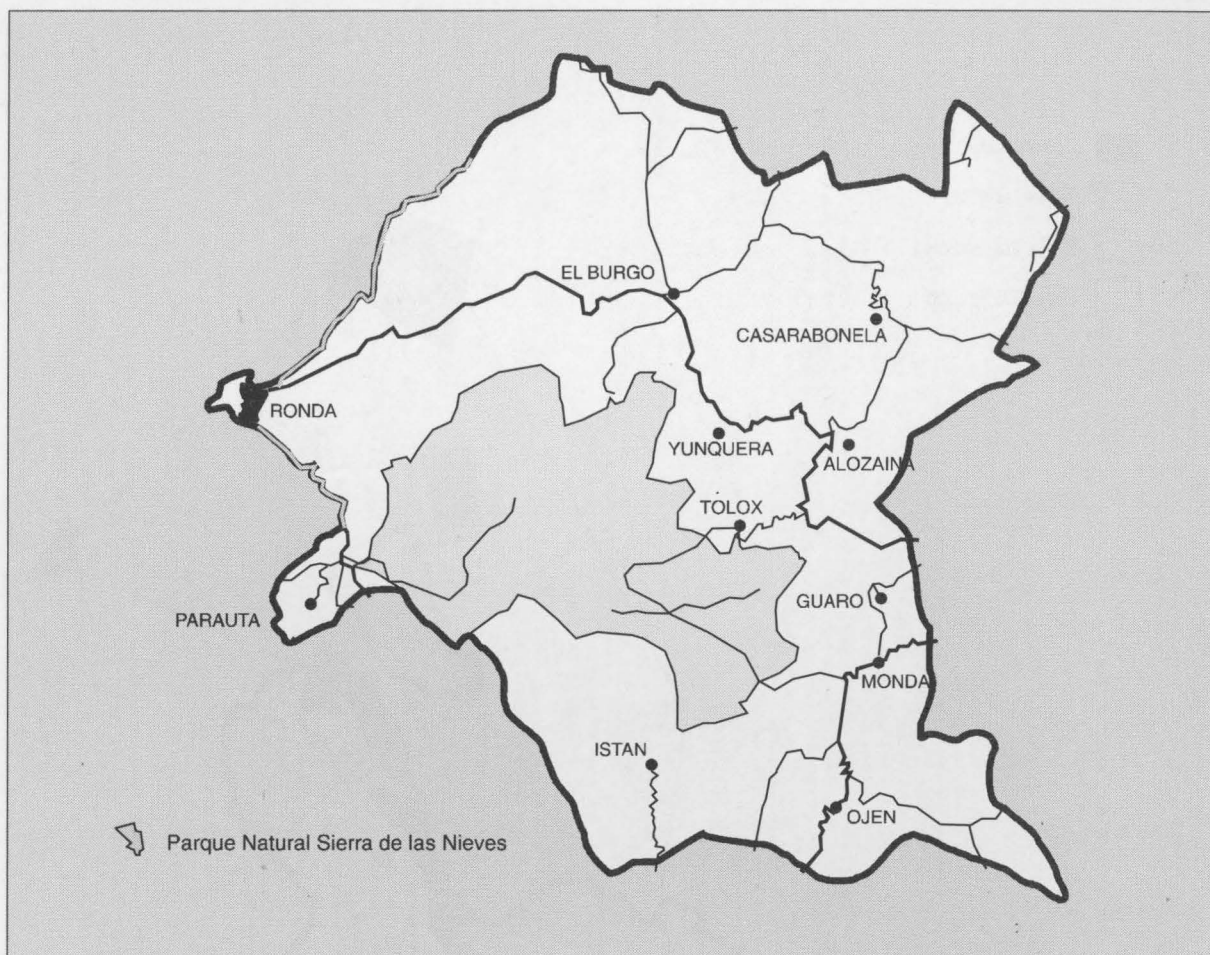 EL BURGO
CASARABONELA
RONDA
YUNQUERA
ALOZAINA
TOLOX
GUARO
PARAUTA
MONDA
ISTAN
OJEN
Parque Natural Sierra de las Nieves